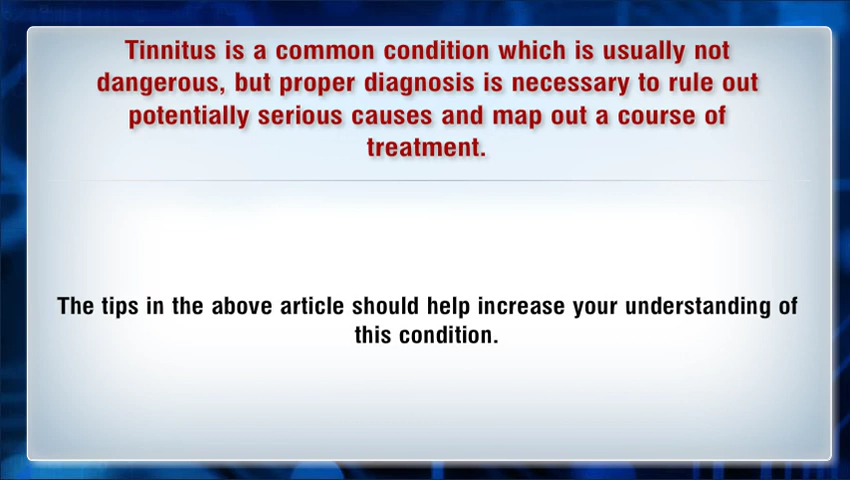 Tinnitus is a common condition which is usually not
dangerous, but proper diagnosis is necessary to rule out
potentially serious causes and map out a course of
treatment.
The tips in the above article should help increase your understanding of
this condition.